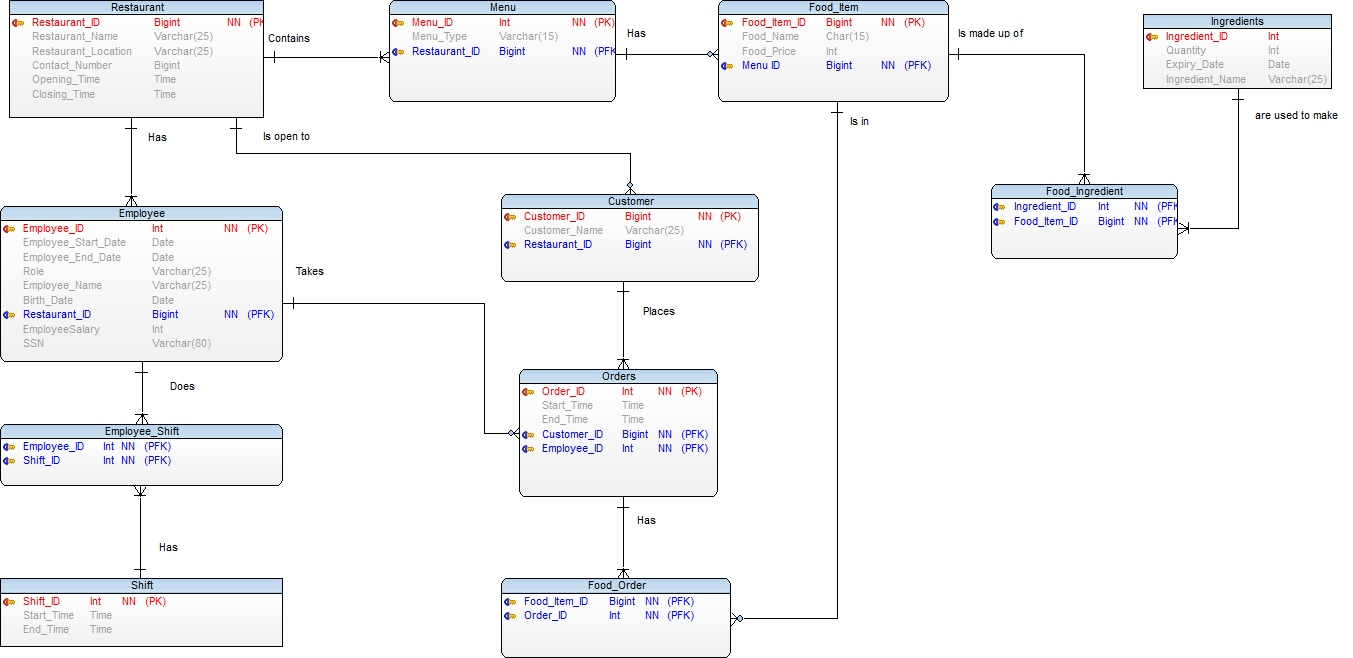 Restaurant
Restaurant_ID Bigint NN (PK
Restaurant_Name Varchar(25)
Restaurant_Location Varchar(25)
Contact_Number Bigint
Opening_Time Time
Closing_Time Time
Contains
Menu
Menu_ID Int NN (PK)
Menu_Type Varchar(15)
Restaurant_ID Bigint NN (PFK
Has
Food_Item
Food_Item_ID Bigint NN (PK)
Food_Name Char(15)
Food_Price Int
Menu ID Bigint NN (PFK)
Is made up of
Ingredients
Ingredient_ID Int
Quantity Int
Expiry_Date Date
Ingredient_Name Varchar(25)
Has
Is open to
Is in
are used to make
Employee
Employee_ID Int NN (PK)
Employee_Start_Date Date
Employee_End_Date Date
Role Varchar(25)
Employee_Name Varchar(25)
Birth_Date Date
Restaurant_ID Bigint NN (PFK)
EmployeeSalary Int
SSN Varchar(80)
Takes
Customer
Customer_ID Bigint NN (PK)
Customer_Name Varchar(25)
Restaurant_ID Bigint NN (PFK)
Food_Ingredient
Ingredient_ID Int NN (PFK
Food_Item_ID Bigint NN (PFK
Places
Does
Orders
Order_ID Int NN (PK)
Start_Time Time
End_Time Time
Customer_ID Bigint NN (PFK)
Employee_ID Int NN (PFK)
Employee_Shift
Employee_ID Int NN (PFK)
Shift_ID Int NN (PFK)
Has
Has
Shift
Shift_ID Int NN (PK)
Start_Time Time
End_Time Time
Food_Order
Food_Item_ID Bigint NN (PFK)
Order_ID Int NN (PFK)